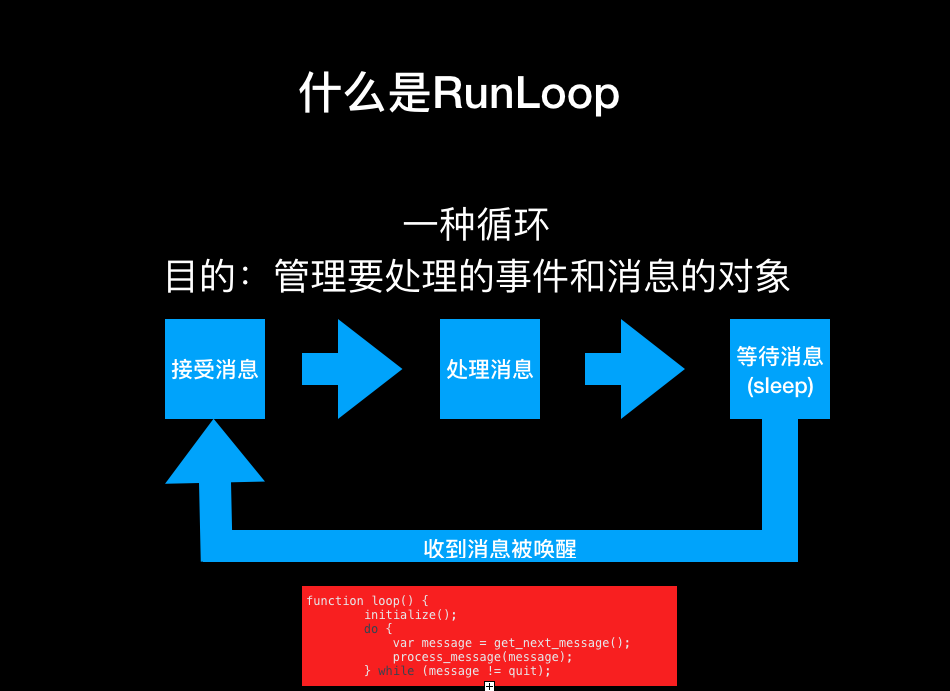 什么是RunLoop
一种循环
目的：管理要处理的事件和消息的对象
接受消息
处理消息
等待消息
(sleep)
收到消息被唤醒
function loop() {
initialize();
do {
var message = get_next_message();
process_message(message);
} while (message != quit);